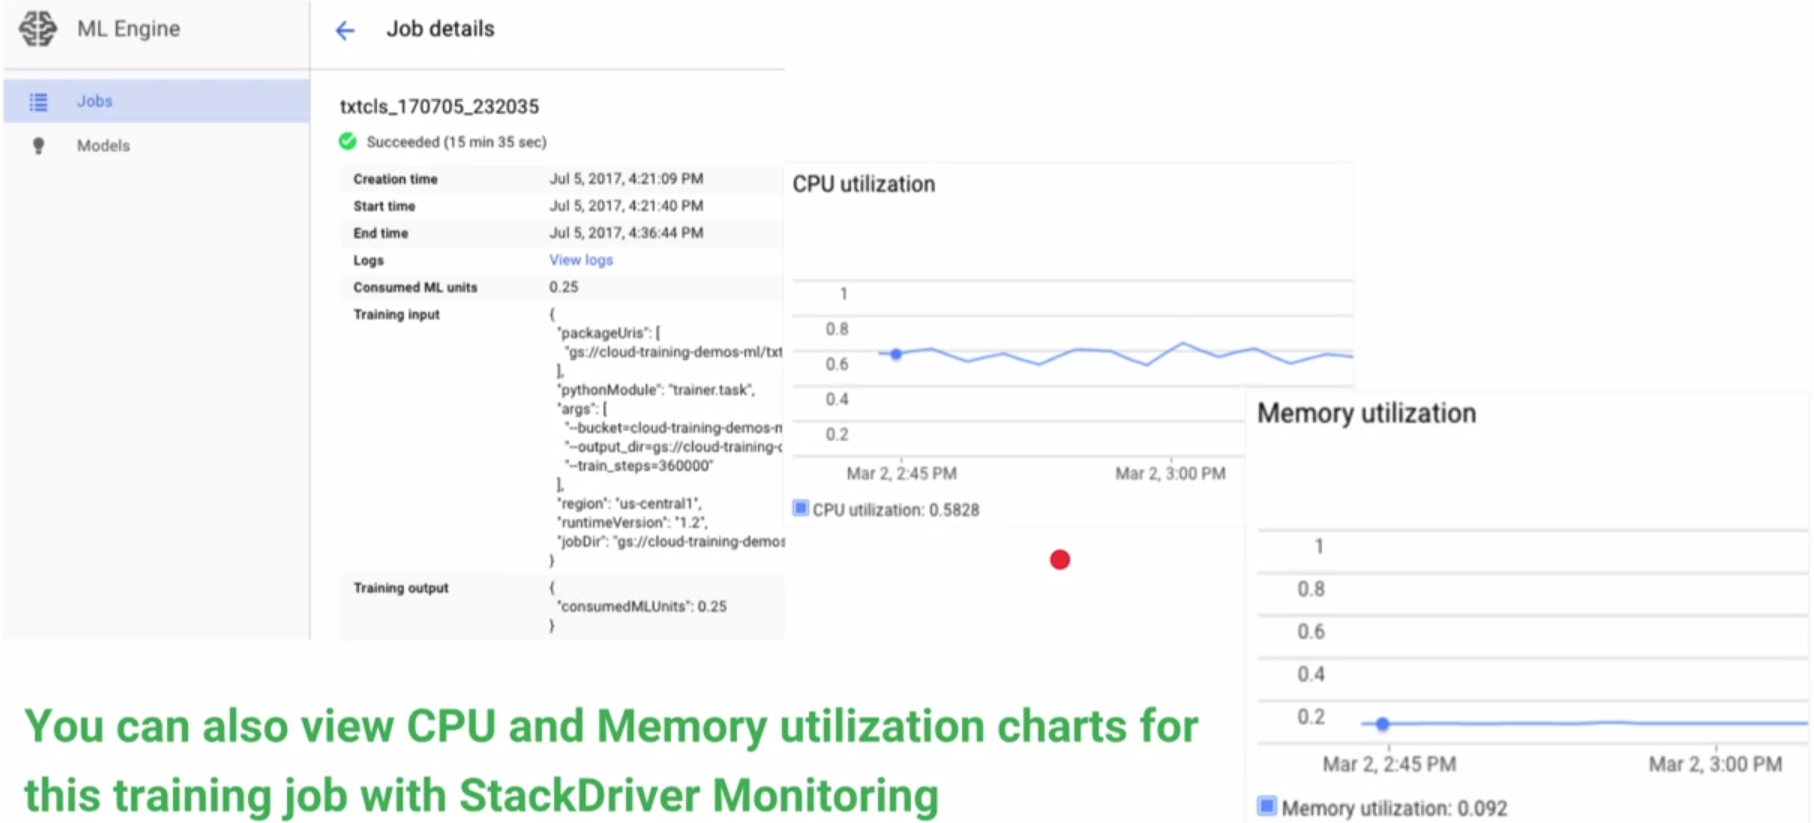 ML Engine
Jobs
Models
Job details
txtcls_170705_232035
Succeeded (15 min 35 sec)
Creation time Jul 5, 2017, 4:21:09 PM
Start time Jul 5, 2017, 4:21:40 PM
End time Jul 5, 2017, 4:36:44 PM
Logs View logs
Consumed ML units 0.25
Training input {
"packageUris": [
"gs://cloud-training-demos-ml/txt
],
"pythonModule": "trainer.task",
"args": [
"--bucket=cloud-training-demos-m
"--output_dir=gs://cloud-training-d
"--train_steps=360000"
],
"region": "us-central1",
"runtimeVersion": "1.2",
"jobDir": "gs://cloud-training-demos
}
Training output {
"consumedMLUnits": 0.25
}
CPU utilization
1
0.8
0.6
0.4
0.2
Mar 2, 2:45 PM Mar 2, 3:00 PM
CPU utilization: 0.5828
Memory utilization
1
0.8
0.6
0.4
0.2
Mar 2, 2:45 PM Mar 2, 3:00 PM
Memory utilization: 0.092
You can also view CPU and Memory utilization charts for
this training job with StackDriver Monitoring